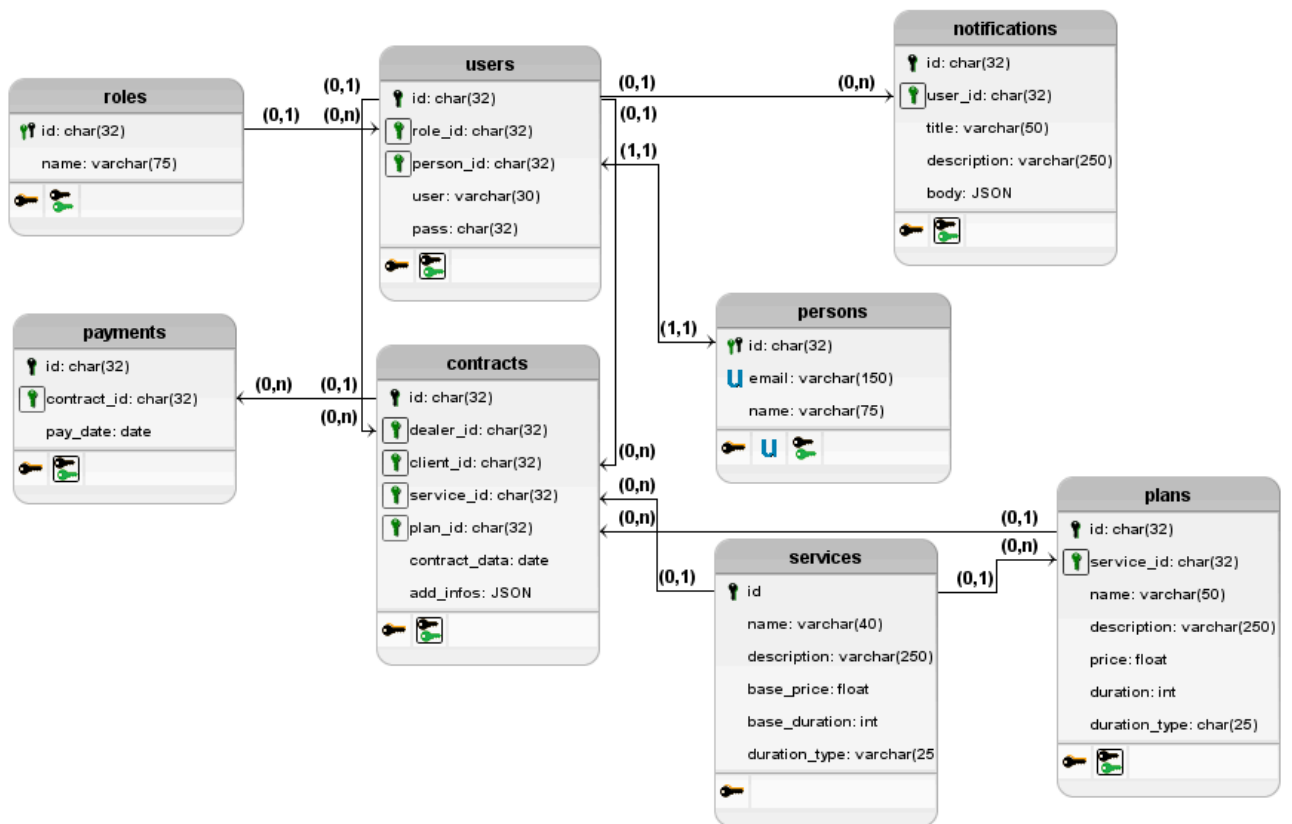 notifications
id: char(32)
user_id: char(32)
title: varchar(50)
description: varchar(250)
body: JSON
users
id: char(32)
role_id: char(32)
person_id: char(32)
user: varchar(30)
pass: char(32)
roles
id: char(32)
name: varchar(75)
(0,1)
(0,n)
(0,1)
(0,1)
(0,n)
(0,1)
(1,1)
(1,1)
persons
id: char(32)
U email: varchar(150)
name: varchar(75)
U
payments
id: char(32)
contract_id: char(32)
pay_date: date
(0,n)
(0,1)
(0,n)
contracts
id: char(32)
dealer_id: char(32)
client_id: char(32)
service_id: char(32)
plan_id: char(32)
contract_data: date
add_infos: JSON
(0,n)
(0,n)
(0,n)
(0,1)
(0,1)
(0,1)
(0,n)
services
id
name: varchar(40)
description: varchar(250)
base_price: float
base_duration: int
duration_type: varchar(25
plans
id: char(32)
service_id: char(32)
name: varchar(50)
description: varchar(250)
price: float
duration: int
duration_type: char(25)